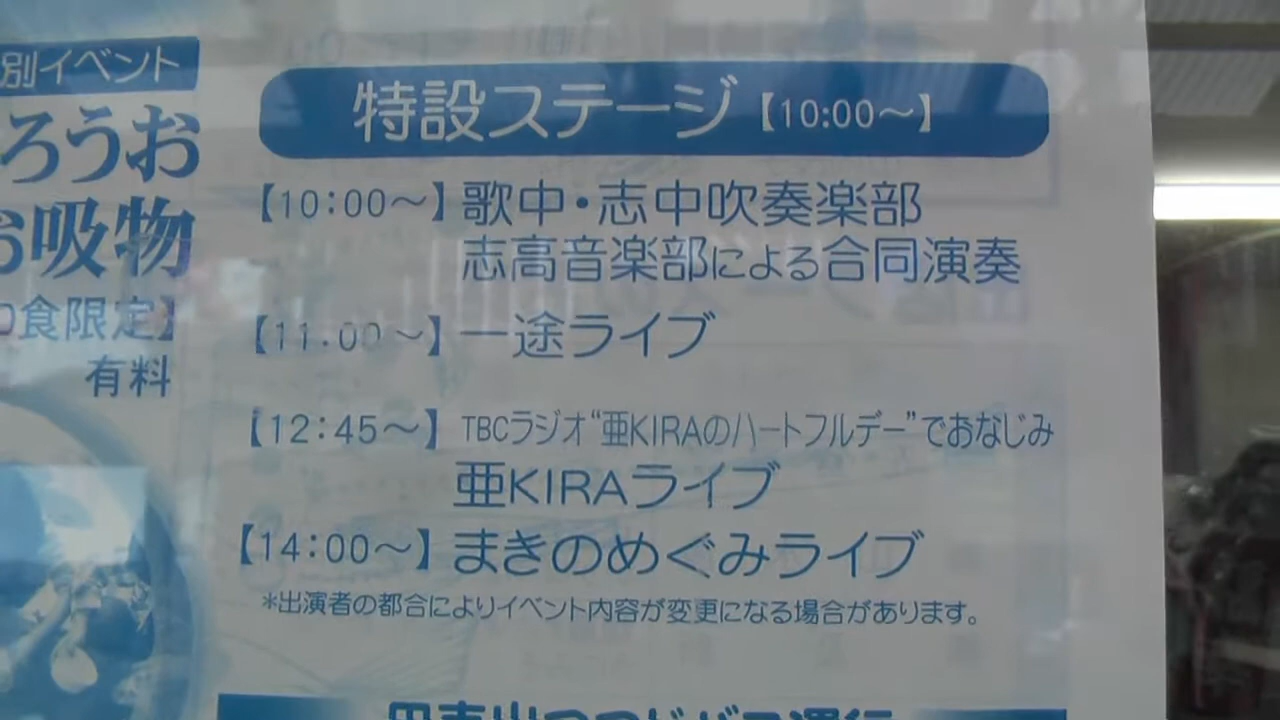 別イベント
ろうお
お吸物
食限定】
有料
特設ステージ【10:00～】
【10:00～】歌中・志中吹奏楽部
志高音楽部による合同演奏
【11:00～】一途ライブ
【12:45～】TBCラジオ“亜KIRAのハートフルデー”でおなじみ
亜KIRAライブ
【14:00～】まきのめぐみライブ
*出演者の都合によりイベント内容が変更になる場合があります。